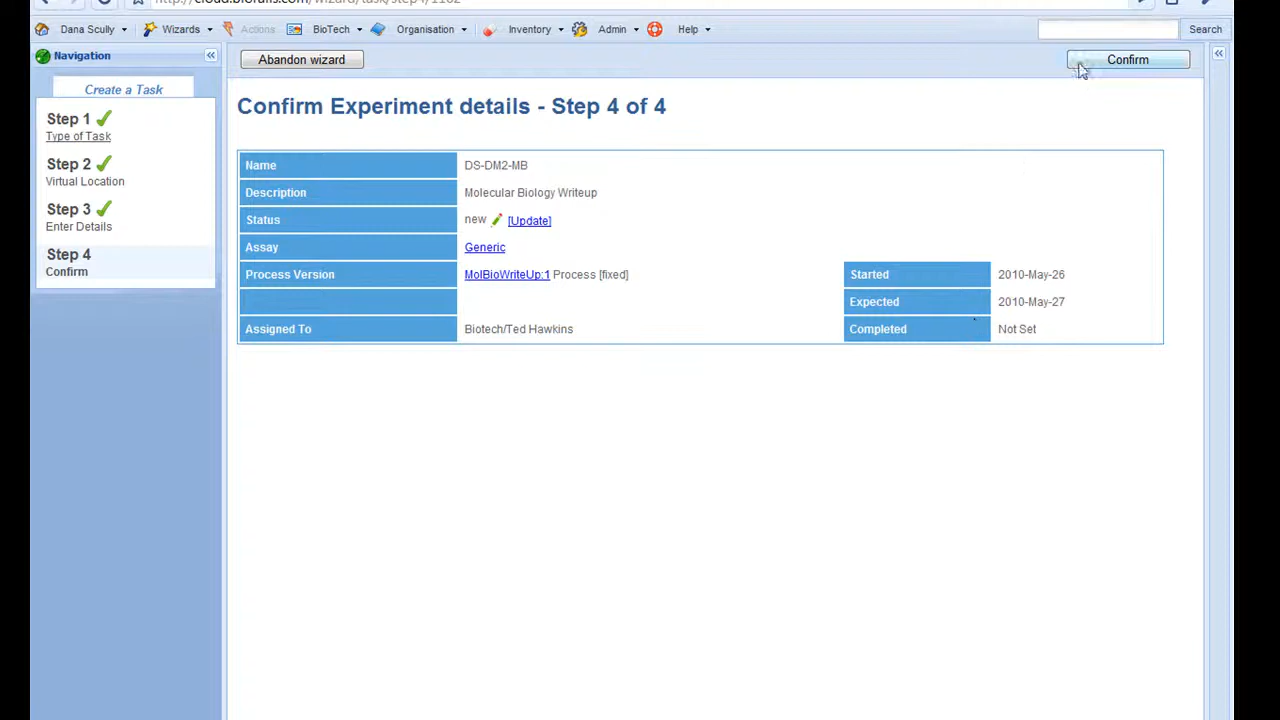 Dana Scully Wizards Actions BioTech Organisation Inventory Admin Help Search
Navigation
Abandon wizard
Confirm
Create a Task
Step 1
Type of Task
Step 2
Virtual Location
Step 3
Enter Details
Step 4
Confirm
Confirm Experiment details - Step 4 of 4
Name DS-DM2-MB
Description Molecular Biology Writeup
Status new [Update]
Assay Generic
Process Version MolBioWriteUp:1 Process [fixed] Started 2010-May-26
Expected 2010-May-27
Assigned To Biotech/Ted Hawkins Completed Not Set